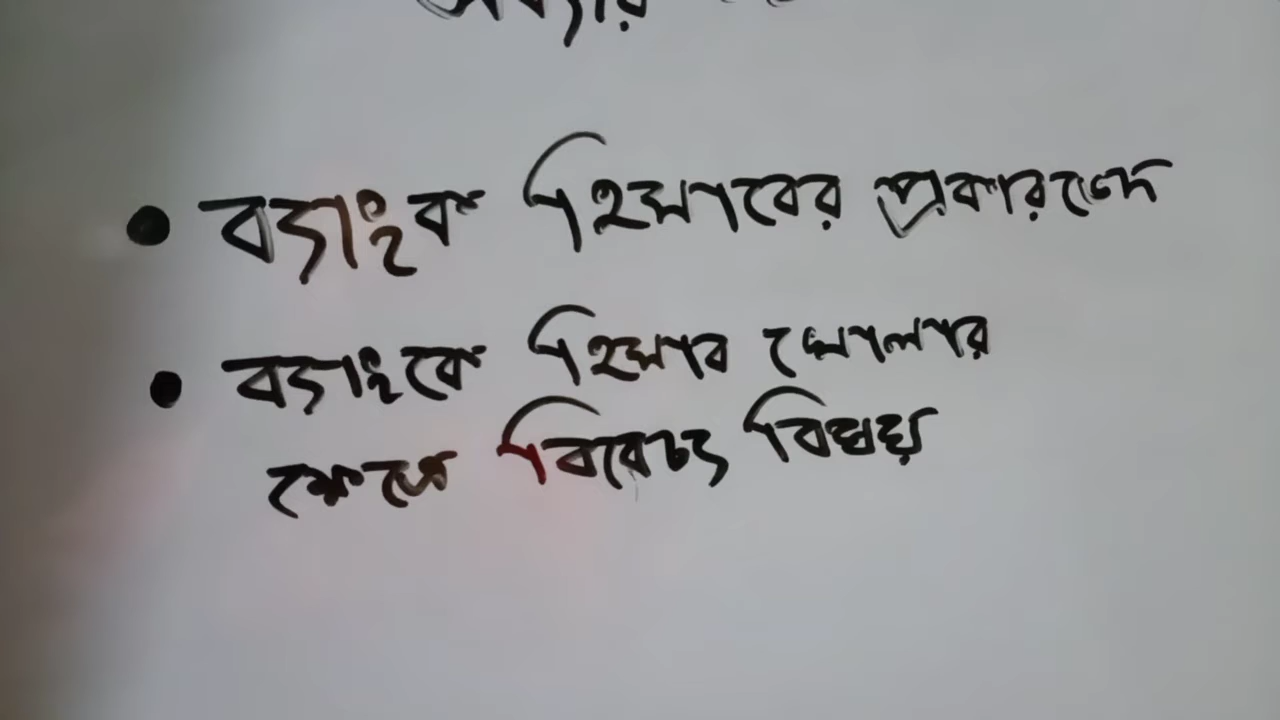 • ব্যাংক হিসাবের প্রকারভেদ
• ব্যাংকে হিসাব খোলার
ক্ষেত্রে বিবেচ্য বিষয়